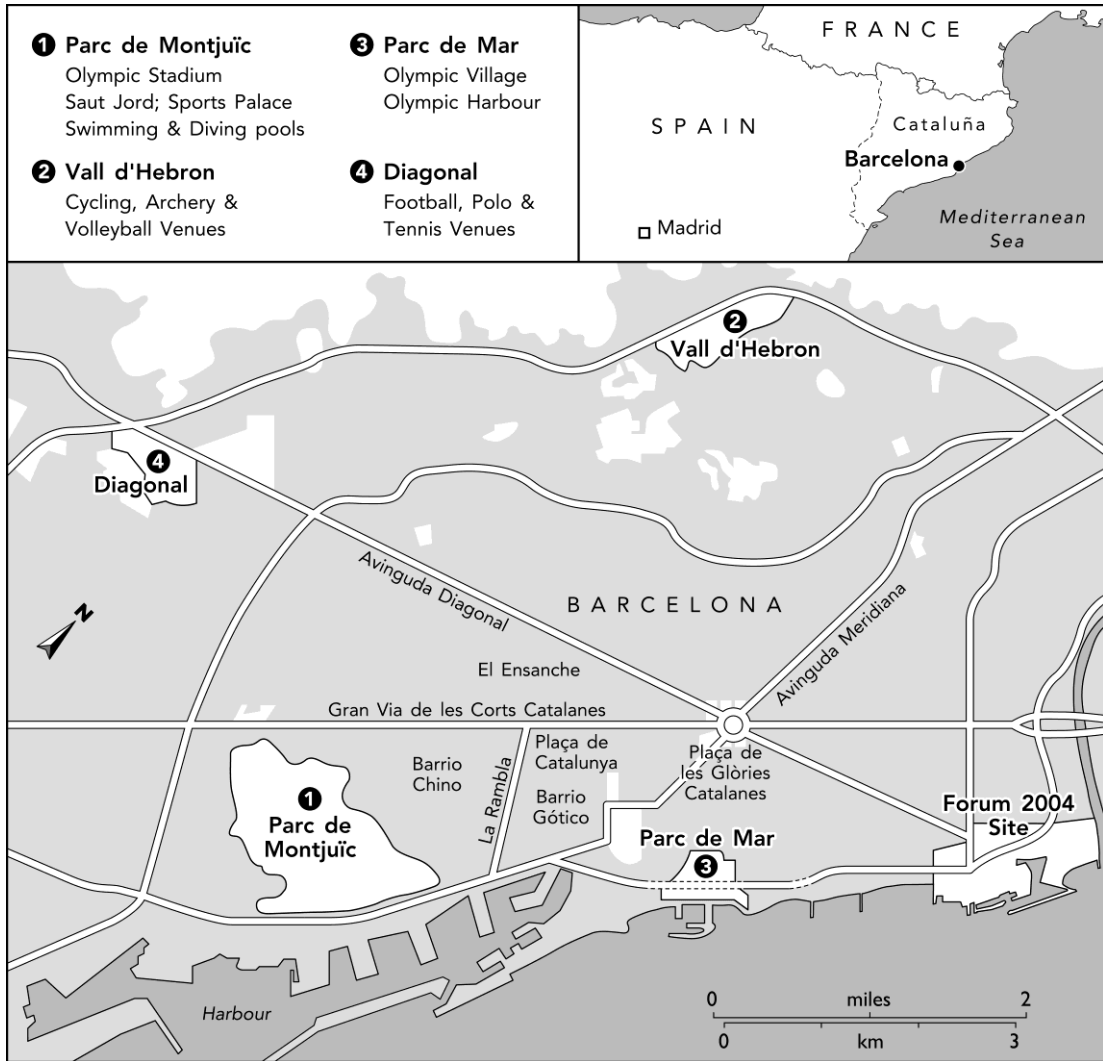 1 Parc de Montjuïc
Olympic Stadium
Saut Jord; Sports Palace
Swimming & Diving pools
2 Vall d'Hebron
Cycling, Archery &
Volleyball Venues
3 Parc de Mar
Olympic Village
Olympic Harbour
4 Diagonal
Football, Polo &
Tennis Venues
FRANCE
SPAIN
Cataluña
Barcelona
Mediterranean
Sea
Madrid
2
Vall d'Hebron
4
Diagonal
N
Avinguda Diagonal
BARCELONA
Avinguda Meridiana
El Ensanche
Gran Via de les Corts Catalanes
Plaça de
Catalunya
Plaça de
les Glòries
Catalanes
Barrio
Chino
La Rambla
Barrio
Gótico
1
Parc de
Montjuïc
Parc de Mar
3
Forum 2004
Site
Harbour
0 miles 2
0 km 3